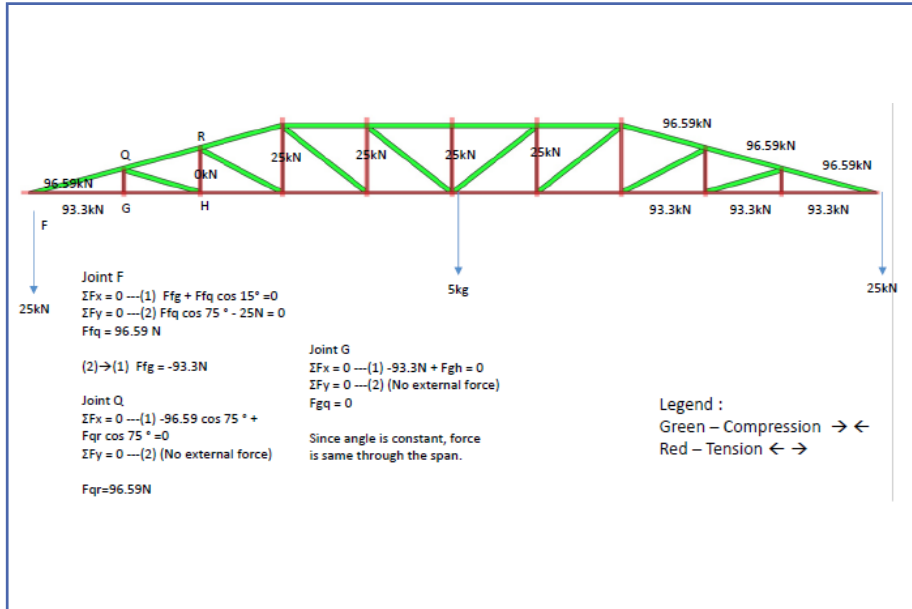 96.59kN
R
96.59kN
Q
25kN
25kN
25kN
25kN
0kN
96.59kN
96.59kN
93.3kN
G
H
93.3kN
93.3kN
93.3kN
F
25kN
5kg
25kN
Joint F
ΣFx = 0 ---(1) Ffg + Ffq cos 15° =0
ΣFy = 0 ---(2) Ffq cos 75 ° - 25N = 0
Ffq = 96.59 N
(2)→(1) Ffg = -93.3N
Joint Q
ΣFx = 0 ---(1) -96.59 cos 75 ° +
Fqr cos 75 ° =0
ΣFy = 0 ---(2) (No external force)
Fqr=96.59N
Joint G
ΣFx = 0 ---(1) -93.3N + Fgh = 0
ΣFy = 0 ---(2) (No external force)
Fgq = 0
Since angle is constant, force
is same through the span.
Legend :
Green – Compression → ←
Red – Tension ← →